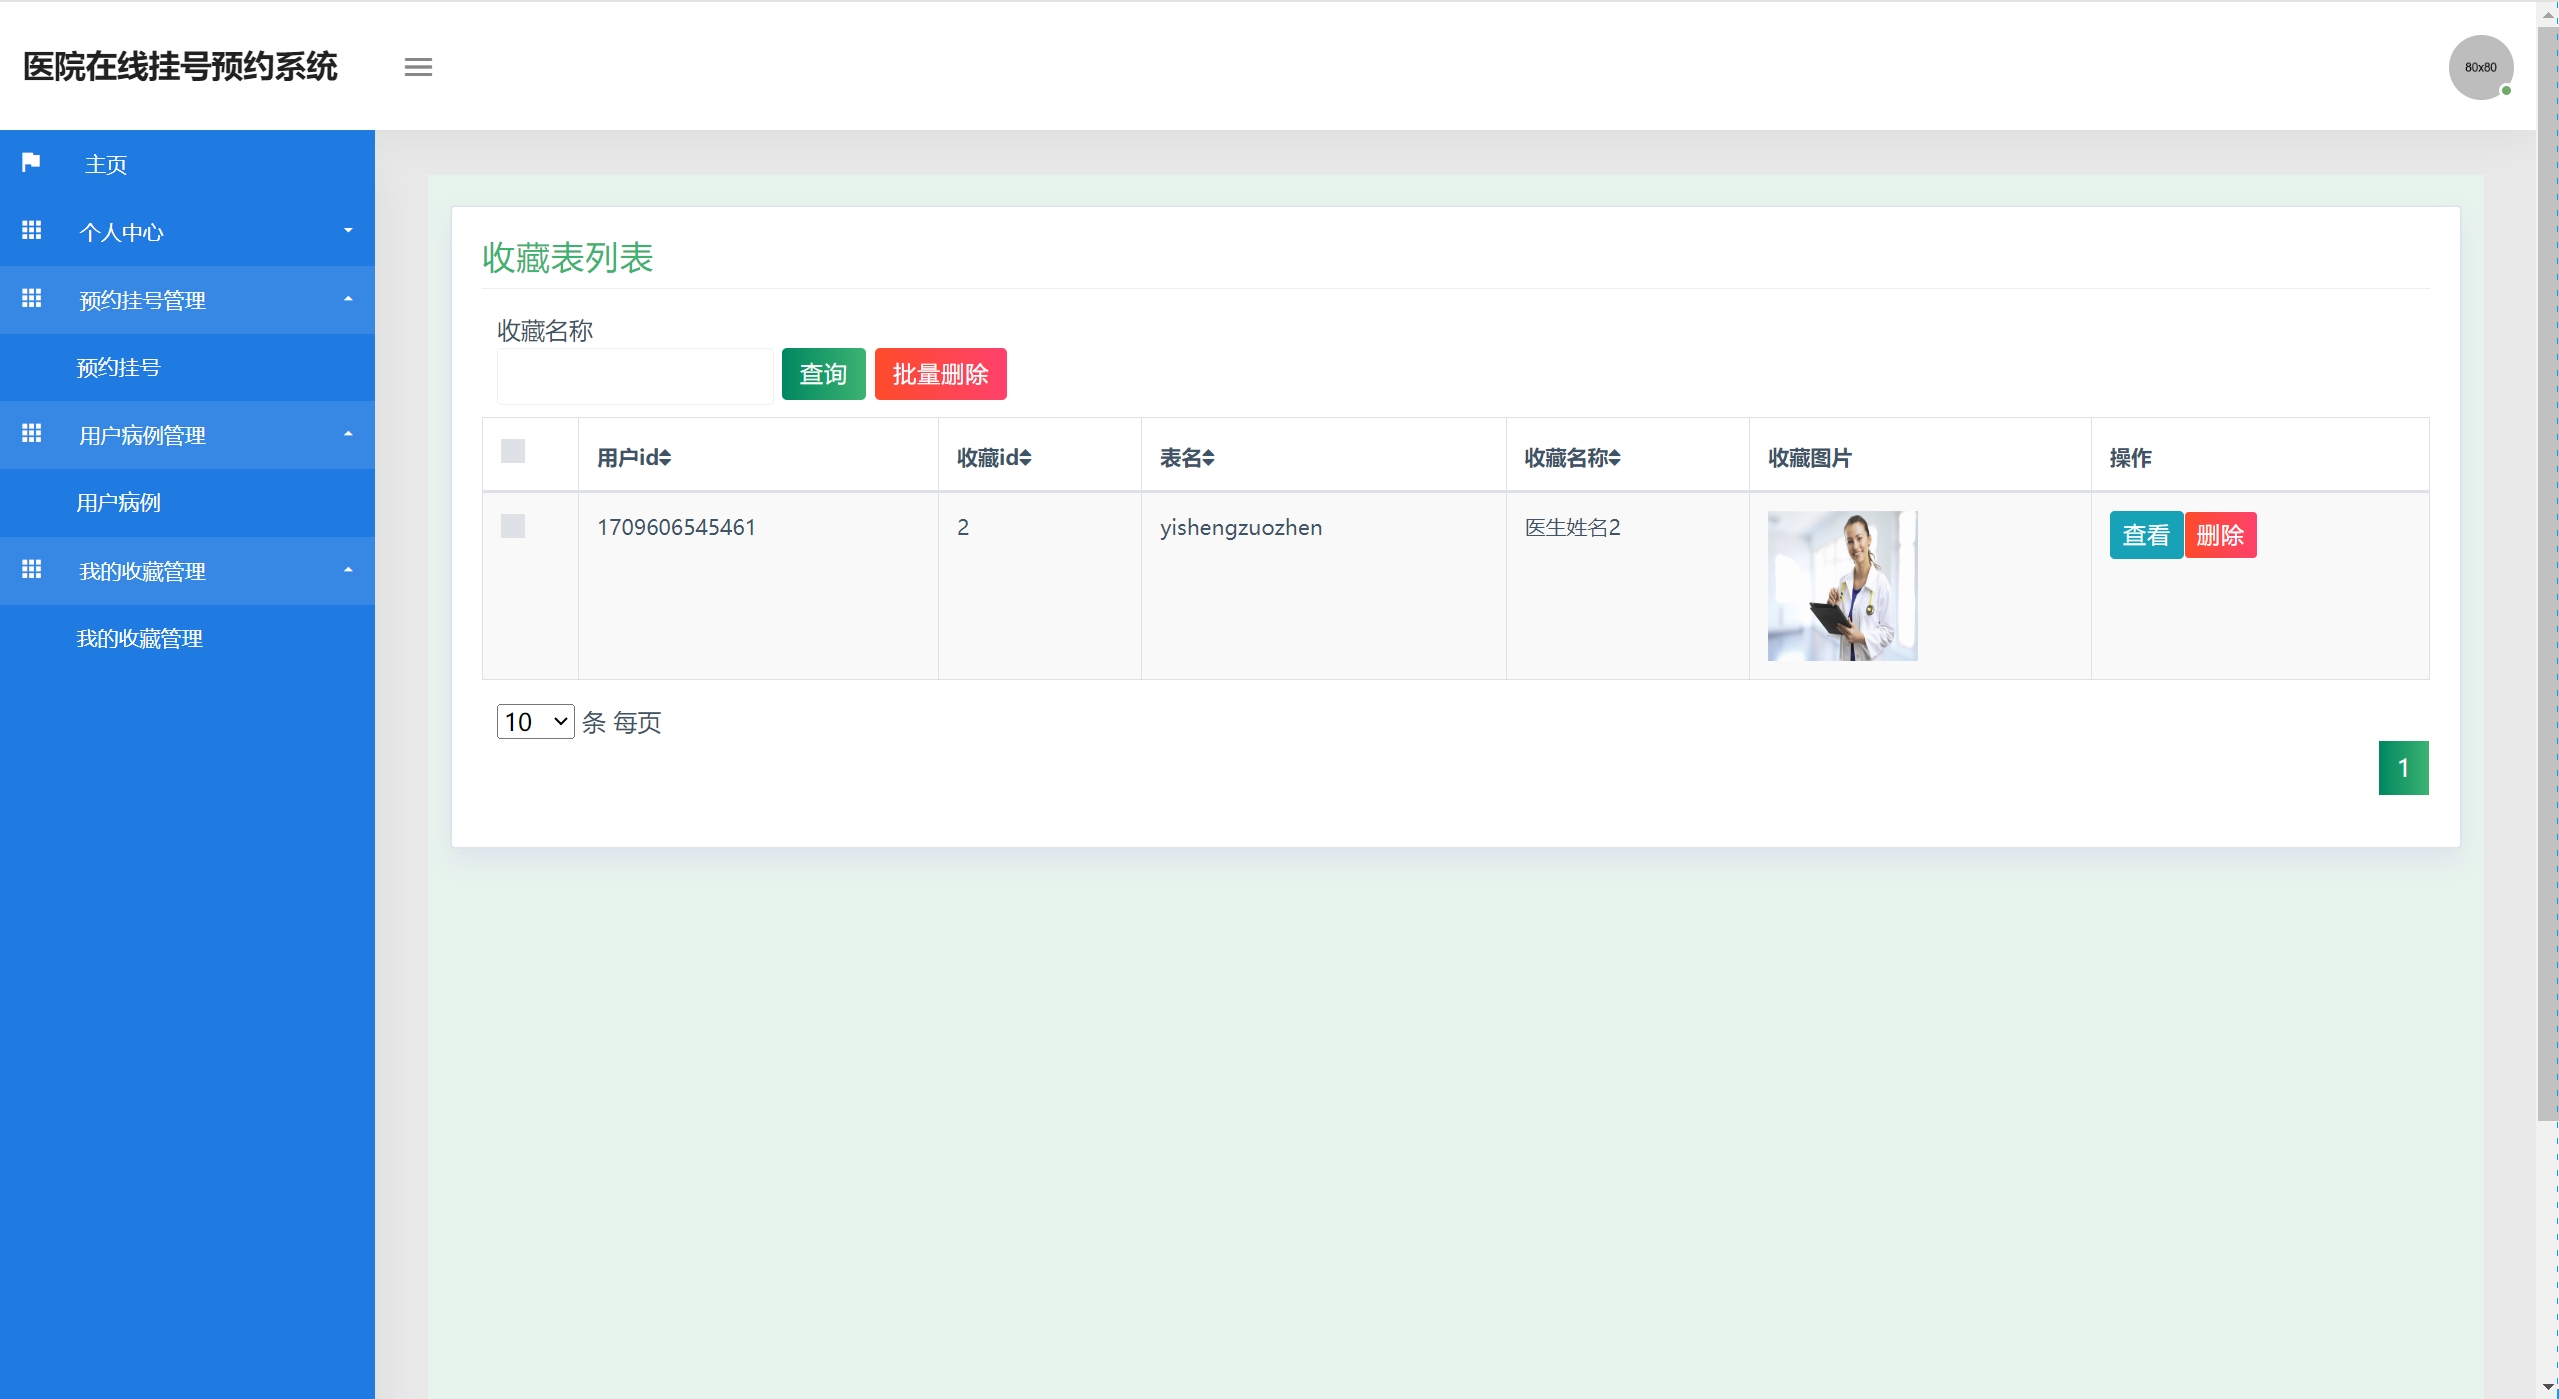 医院在线挂号预约系统
80x80
主页
个人中心
预约挂号管理
预约挂号
用户病例管理
用户病例
我的收藏管理
我的收藏管理
收藏表列表
收藏名称
查询 批量删除
用户id 收藏id 表名 收藏名称 收藏图片 操作
1709606545461 2 yishengzuozhen 医生姓名2 查看 删除
10 条 每页
1